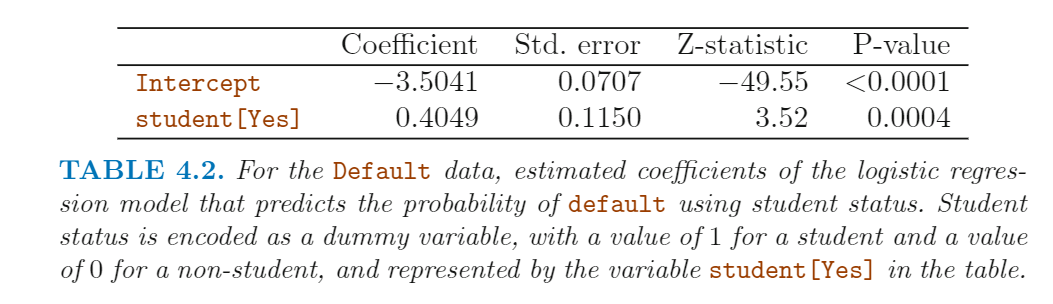 Coefficient Std. error Z-statistic P-value
Intercept −3.5041 0.0707 −49.55 <0.0001
student[Yes] 0.4049 0.1150 3.52 0.0004
TABLE 4.2. For the Default data, estimated coefficients of the logistic regres-
sion model that predicts the probability of default using student status. Student
status is encoded as a dummy variable, with a value of 1 for a student and a value
of 0 for a non-student, and represented by the variable student[Yes] in the table.